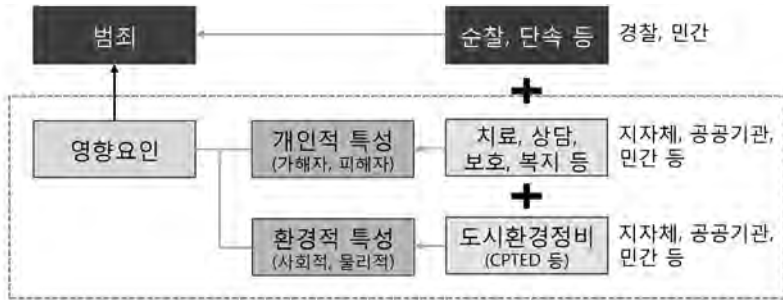 범죄
순찰, 단속 등
경찰, 민간
영향요인
개인적 특성
(가해자, 피해자)
치료, 상담,
보호, 복지 등
지자체, 공공기관,
민간 등
환경적 특성
(사회적, 물리적)
도시환경정비
(CPTED 등)
지자체, 공공기관,
민간 등